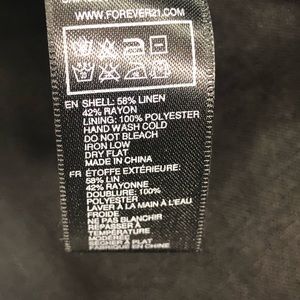 WWW.FOREVER21.COM
EN SHELL: 58% LINEN
42% RAYON
LINING: 100% POLYESTER
HAND WASH COLD
DO NOT BLEACH
IRON LOW
DRY FLAT
MADE IN CHINA
FR ÉTOFFE EXTÉRIEURE:
58% LIN
42% RAYONNE
DOUBLURE: 100%
POLYESTER
LAVER À LA MAIN À L'EAU
FROIDE
NE PAS BLANCHIR
REPASSER À
TEMPÉRATURE
MODÉRÉE
SÉCHER À PLAT
FABRIQUÉ EN CHINE